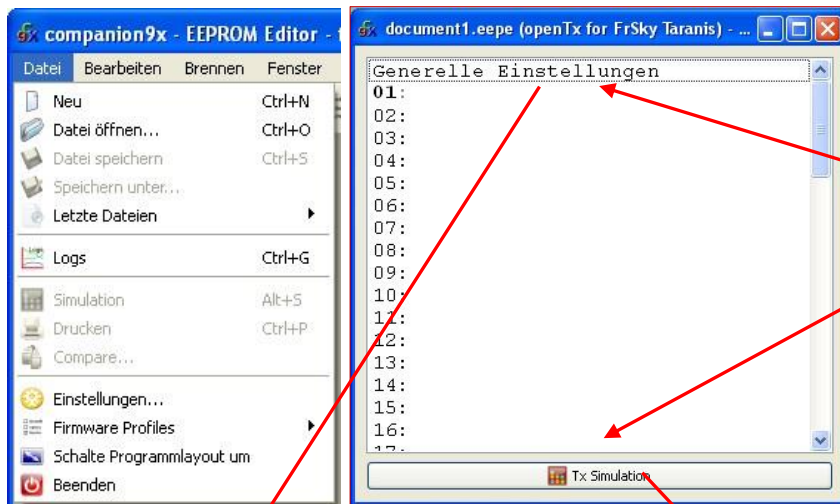 companion9x - EEPROM Editor -
Datei Bearbeiten Brennen Fenster
Neu Ctrl+N
Datei öffnen... Ctrl+O
Datei speichern Ctrl+S
Speichern unter...
Letzte Dateien
Logs Ctrl+G
Simulation Alt+S
Drucken Ctrl+P
Compare...
Einstellungen...
Firmware Profiles
Schalte Programmlayout um
Beenden
document1.eepe (openTx for FrSky Taranis) - ...
Generelle Einstellungen
01:
02:
03:
04:
05:
06:
07:
08:
09:
10:
11:
12:
13:
14:
15:
16:
17:
Tx Simulation